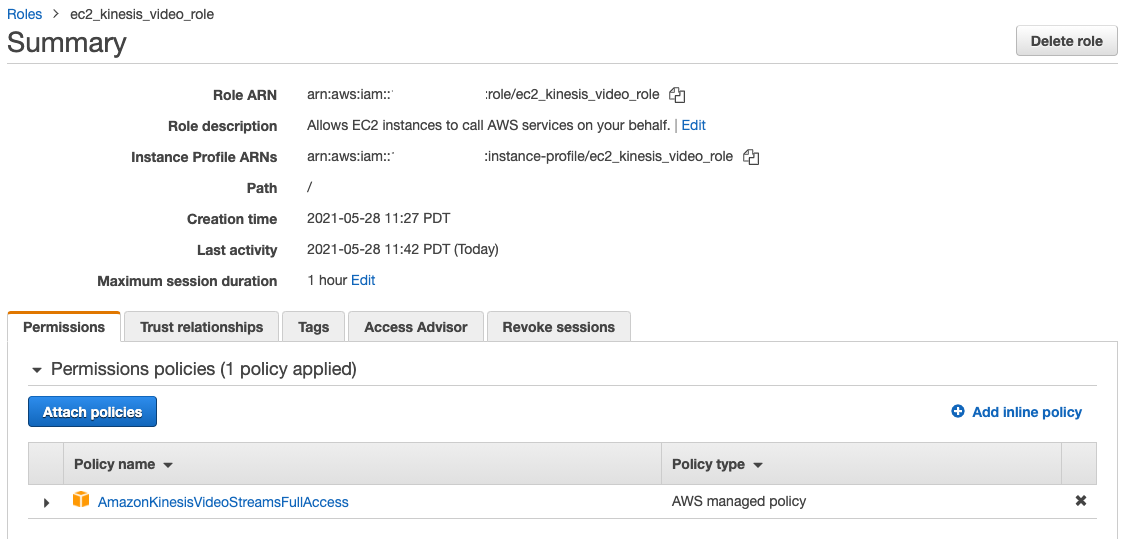 Roles > ec2_kinesis_video_role
Summary
Delete role
Role ARN arn:aws:iam:: :role/ec2_kinesis_video_role
Role description Allows EC2 instances to call AWS services on your behalf. | Edit
Instance Profile ARNs arn:aws:iam:: :instance-profile/ec2_kinesis_video_role
Path /
Creation time 2021-05-28 11:27 PDT
Last activity 2021-05-28 11:42 PDT (Today)
Maximum session duration 1 hour Edit
Permissions Trust relationships Tags Access Advisor Revoke sessions
Permissions policies (1 policy applied)
Attach policies Add inline policy
Policy name Policy type
AmazonKinesisVideoStreamsFullAccess AWS managed policy